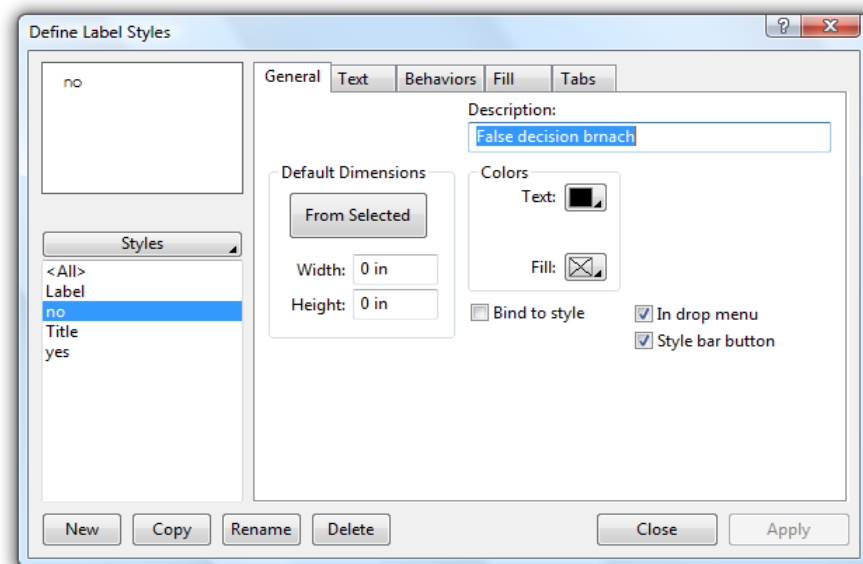 Define Label Styles
?
X
no
General Text Behaviors Fill Tabs
Description:
False decision brnach
Default Dimensions
From Selected
Width: 0 in
Height: 0 in
Colors
Text:
Fill:
Bind to style
In drop menu
Style bar button
Styles
<All>
Label
no
Title
yes
New Copy Rename Delete Close Apply